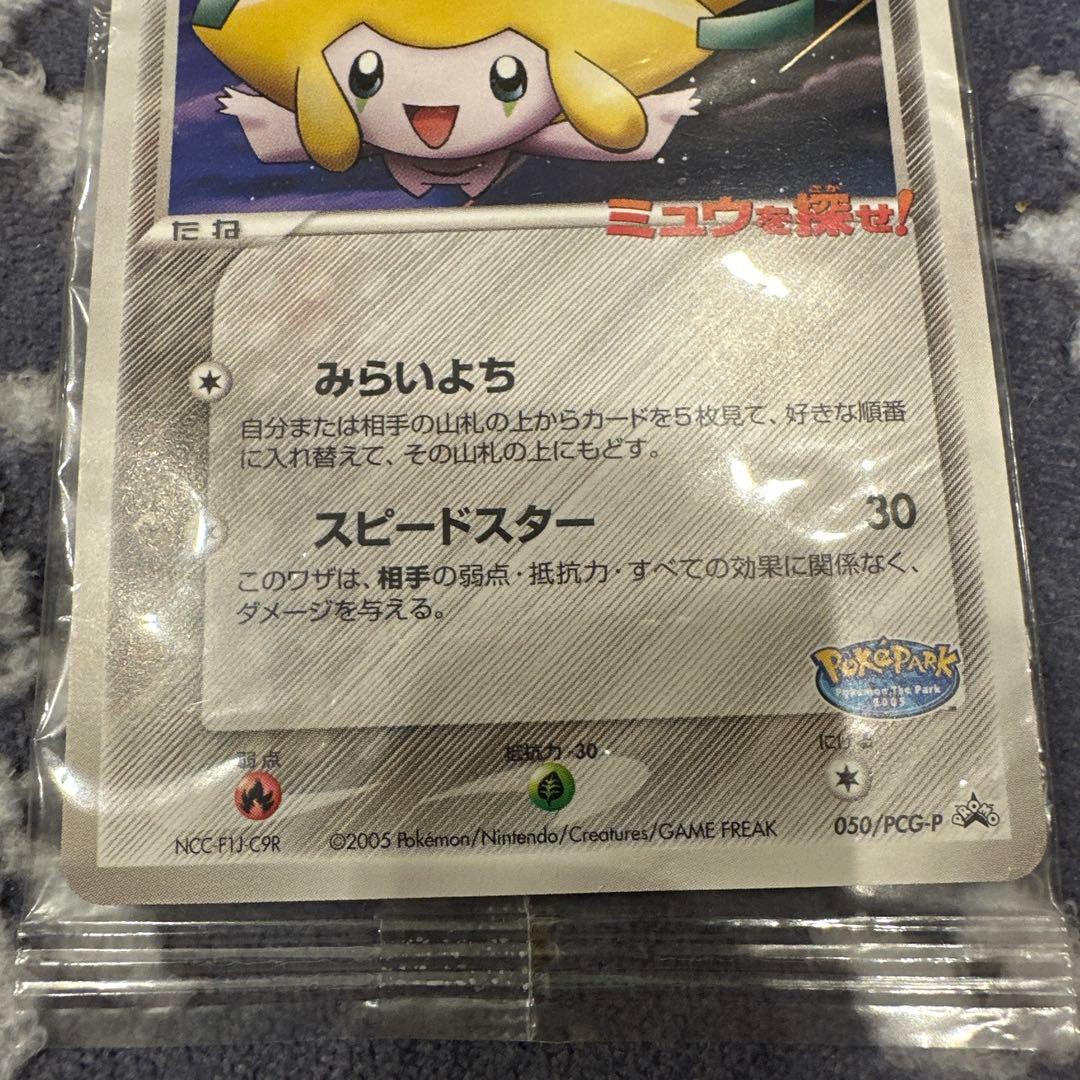 ミュウを探せ!
さが
たね
みらいよち
自分または相手の山札の上からカードを5枚見て、好きな順番
に入れ替えて、その山札の上にもどす。
スピードスター 30
このワザは、相手の弱点・抵抗力・すべての効果に関係なく、
ダメージを与える。
POKéPARK
Pokémon The Park
2005
弱点 抵抗力 -30 にげる
NCC-F1J-C9R ©2005 Pokémon/Nintendo/Creatures/GAME FREAK 050/PCG-P